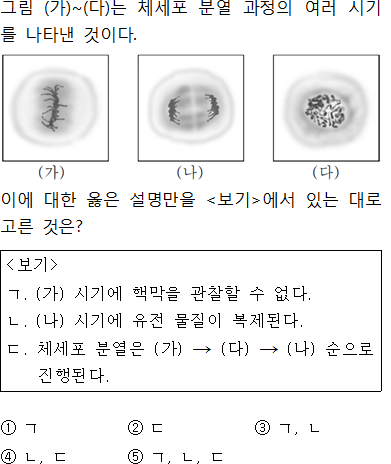 그림 (가)~(다)는 체세포 분열 과정의 여러 시기
를 나타낸 것이다.
(가) (나) (다)
이에 대한 옳은 설명만을 <보기>에서 있는 대로
고른 것은?
<보기>
ㄱ. (가) 시기에 핵막을 관찰할 수 없다.
ㄴ. (나) 시기에 유전 물질이 복제된다.
ㄷ. 체세포 분열은 (가) → (다) → (나) 순으로
진행된다.
① ㄱ ② ㄷ ③ ㄱ, ㄴ
④ ㄴ, ㄷ ⑤ ㄱ, ㄴ, ㄷ